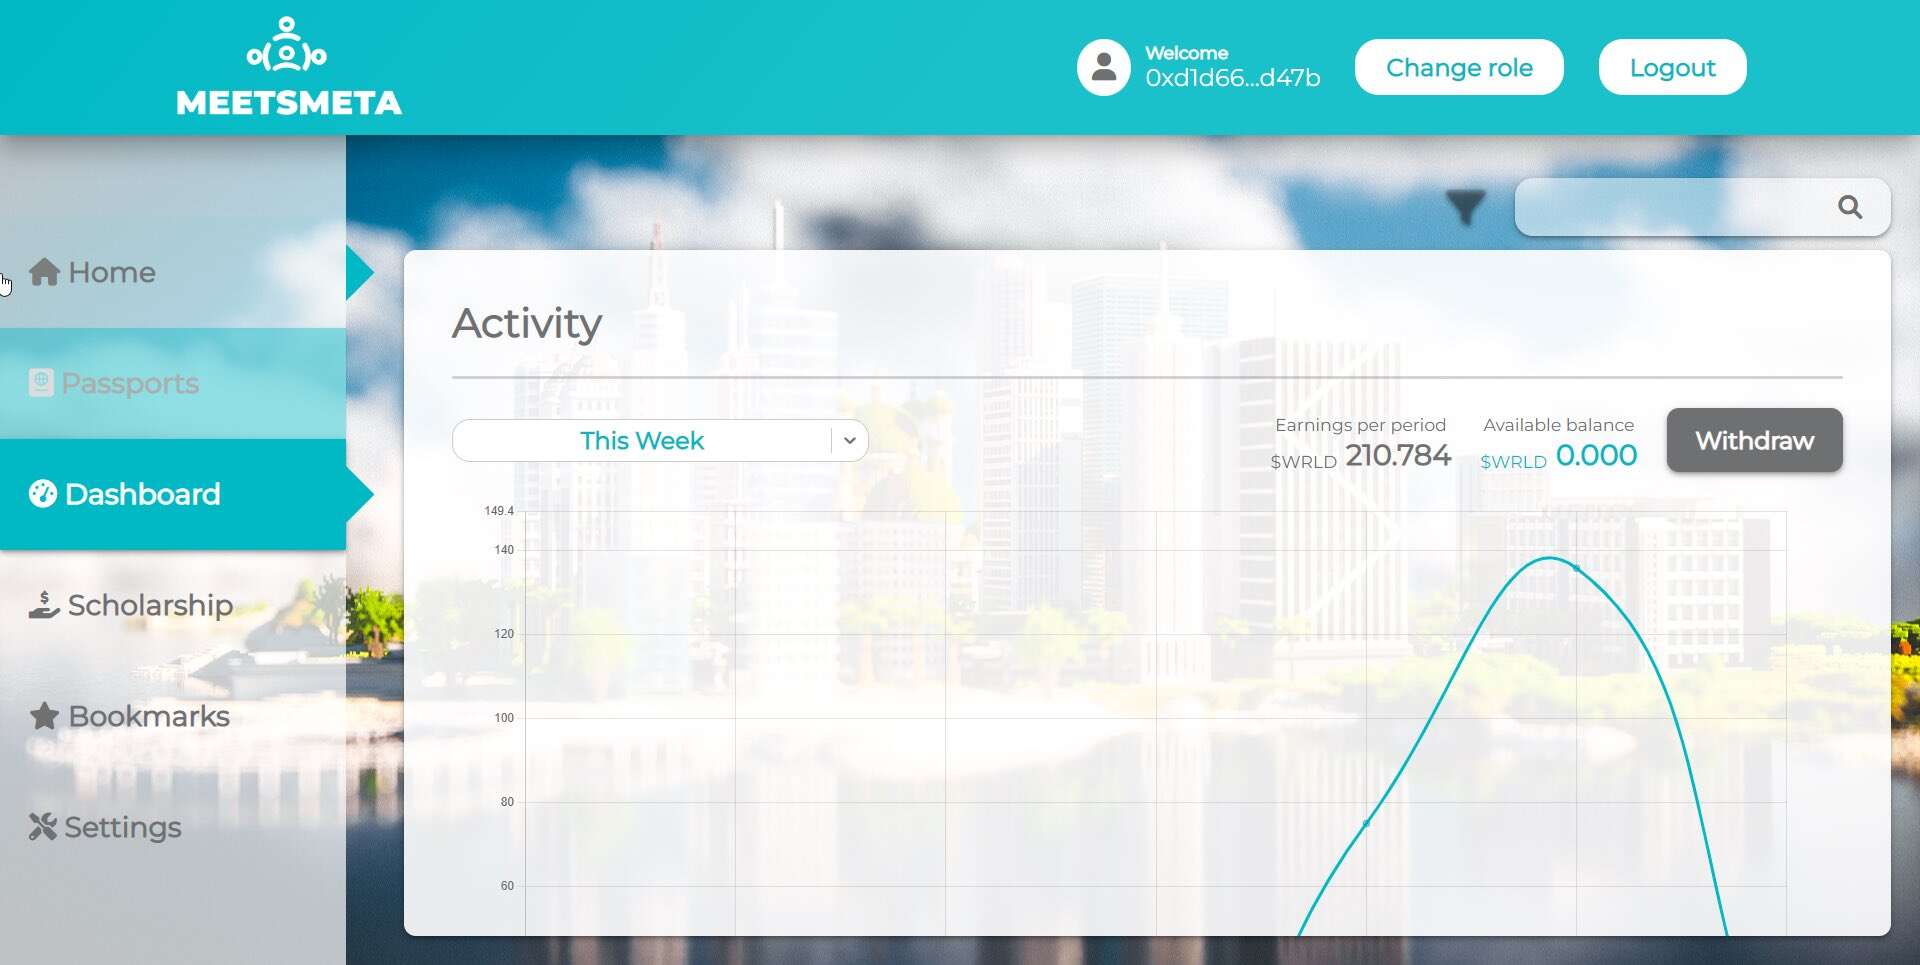 MEETSMETA
Welcome
0xd1d66...d47b
Change role
Logout
Home
Passports
Dashboard
Scholarship
Bookmarks
Settings
Activity
This Week
Earnings per period
$WRLD 210.784
Available balance
$WRLD 0.000
Withdraw
149.4
140
120
100
80
60